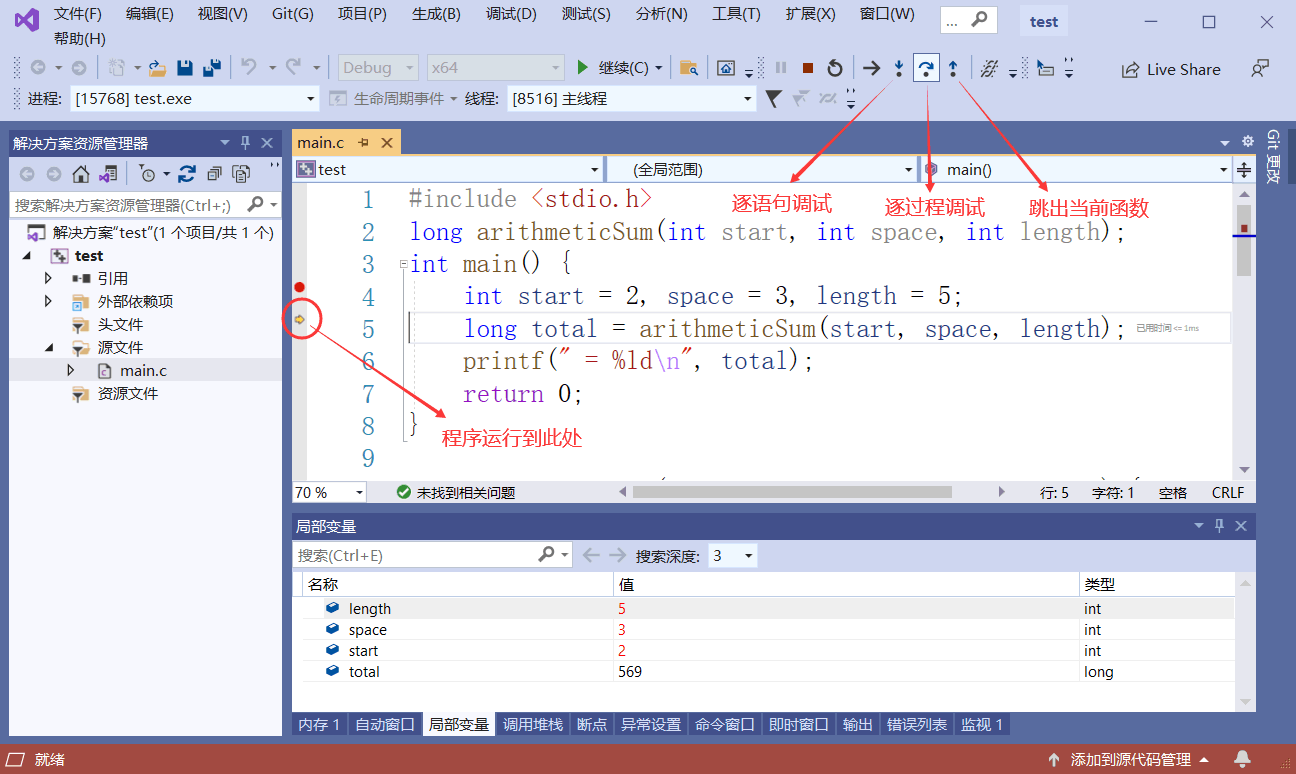 文件(F) 编辑(E) 视图(V) Git(G) 项目(P) 生成(B) 调试(D) 测试(S) 分析(N) 工具(T) 扩展(X) 窗口(W) ... test
帮助(H)
Debug x64 继续(C) Live Share
进程: [15768] test.exe 生命周期事件 线程: [8516] 主线程
解决方案资源管理器
搜索解决方案资源管理器(Ctrl+;)
解决方案"test"(1 个项目/共 1 个)
test
引用
外部依赖项
头文件
源文件
main.c
资源文件
main.c
test (全局范围) main()
逐语句调试 逐过程调试 跳出当前函数
1 #include <stdio.h>
2 long arithmeticSum(int start, int space, int length);
3 int main() {
4 int start = 2, space = 3, length = 5;
5 long total = arithmeticSum(start, space, length); 已用时间 <= 1ms
6 printf(" = %ld\n", total);
7 return 0;
8 }
程序运行到此处
9
70 % 未找到相关问题 行: 5 字符: 1 空格 CRLF
Git 更改
局部变量
搜索(Ctrl+E) 搜索深度: 3
名称 值 类型
length 5 int
space 3 int
start 2 int
total 569 long
内存 1 自动窗口 局部变量 调用堆栈 断点 异常设置 命令窗口 即时窗口 输出 错误列表 监视 1
就绪 添加到源代码管理